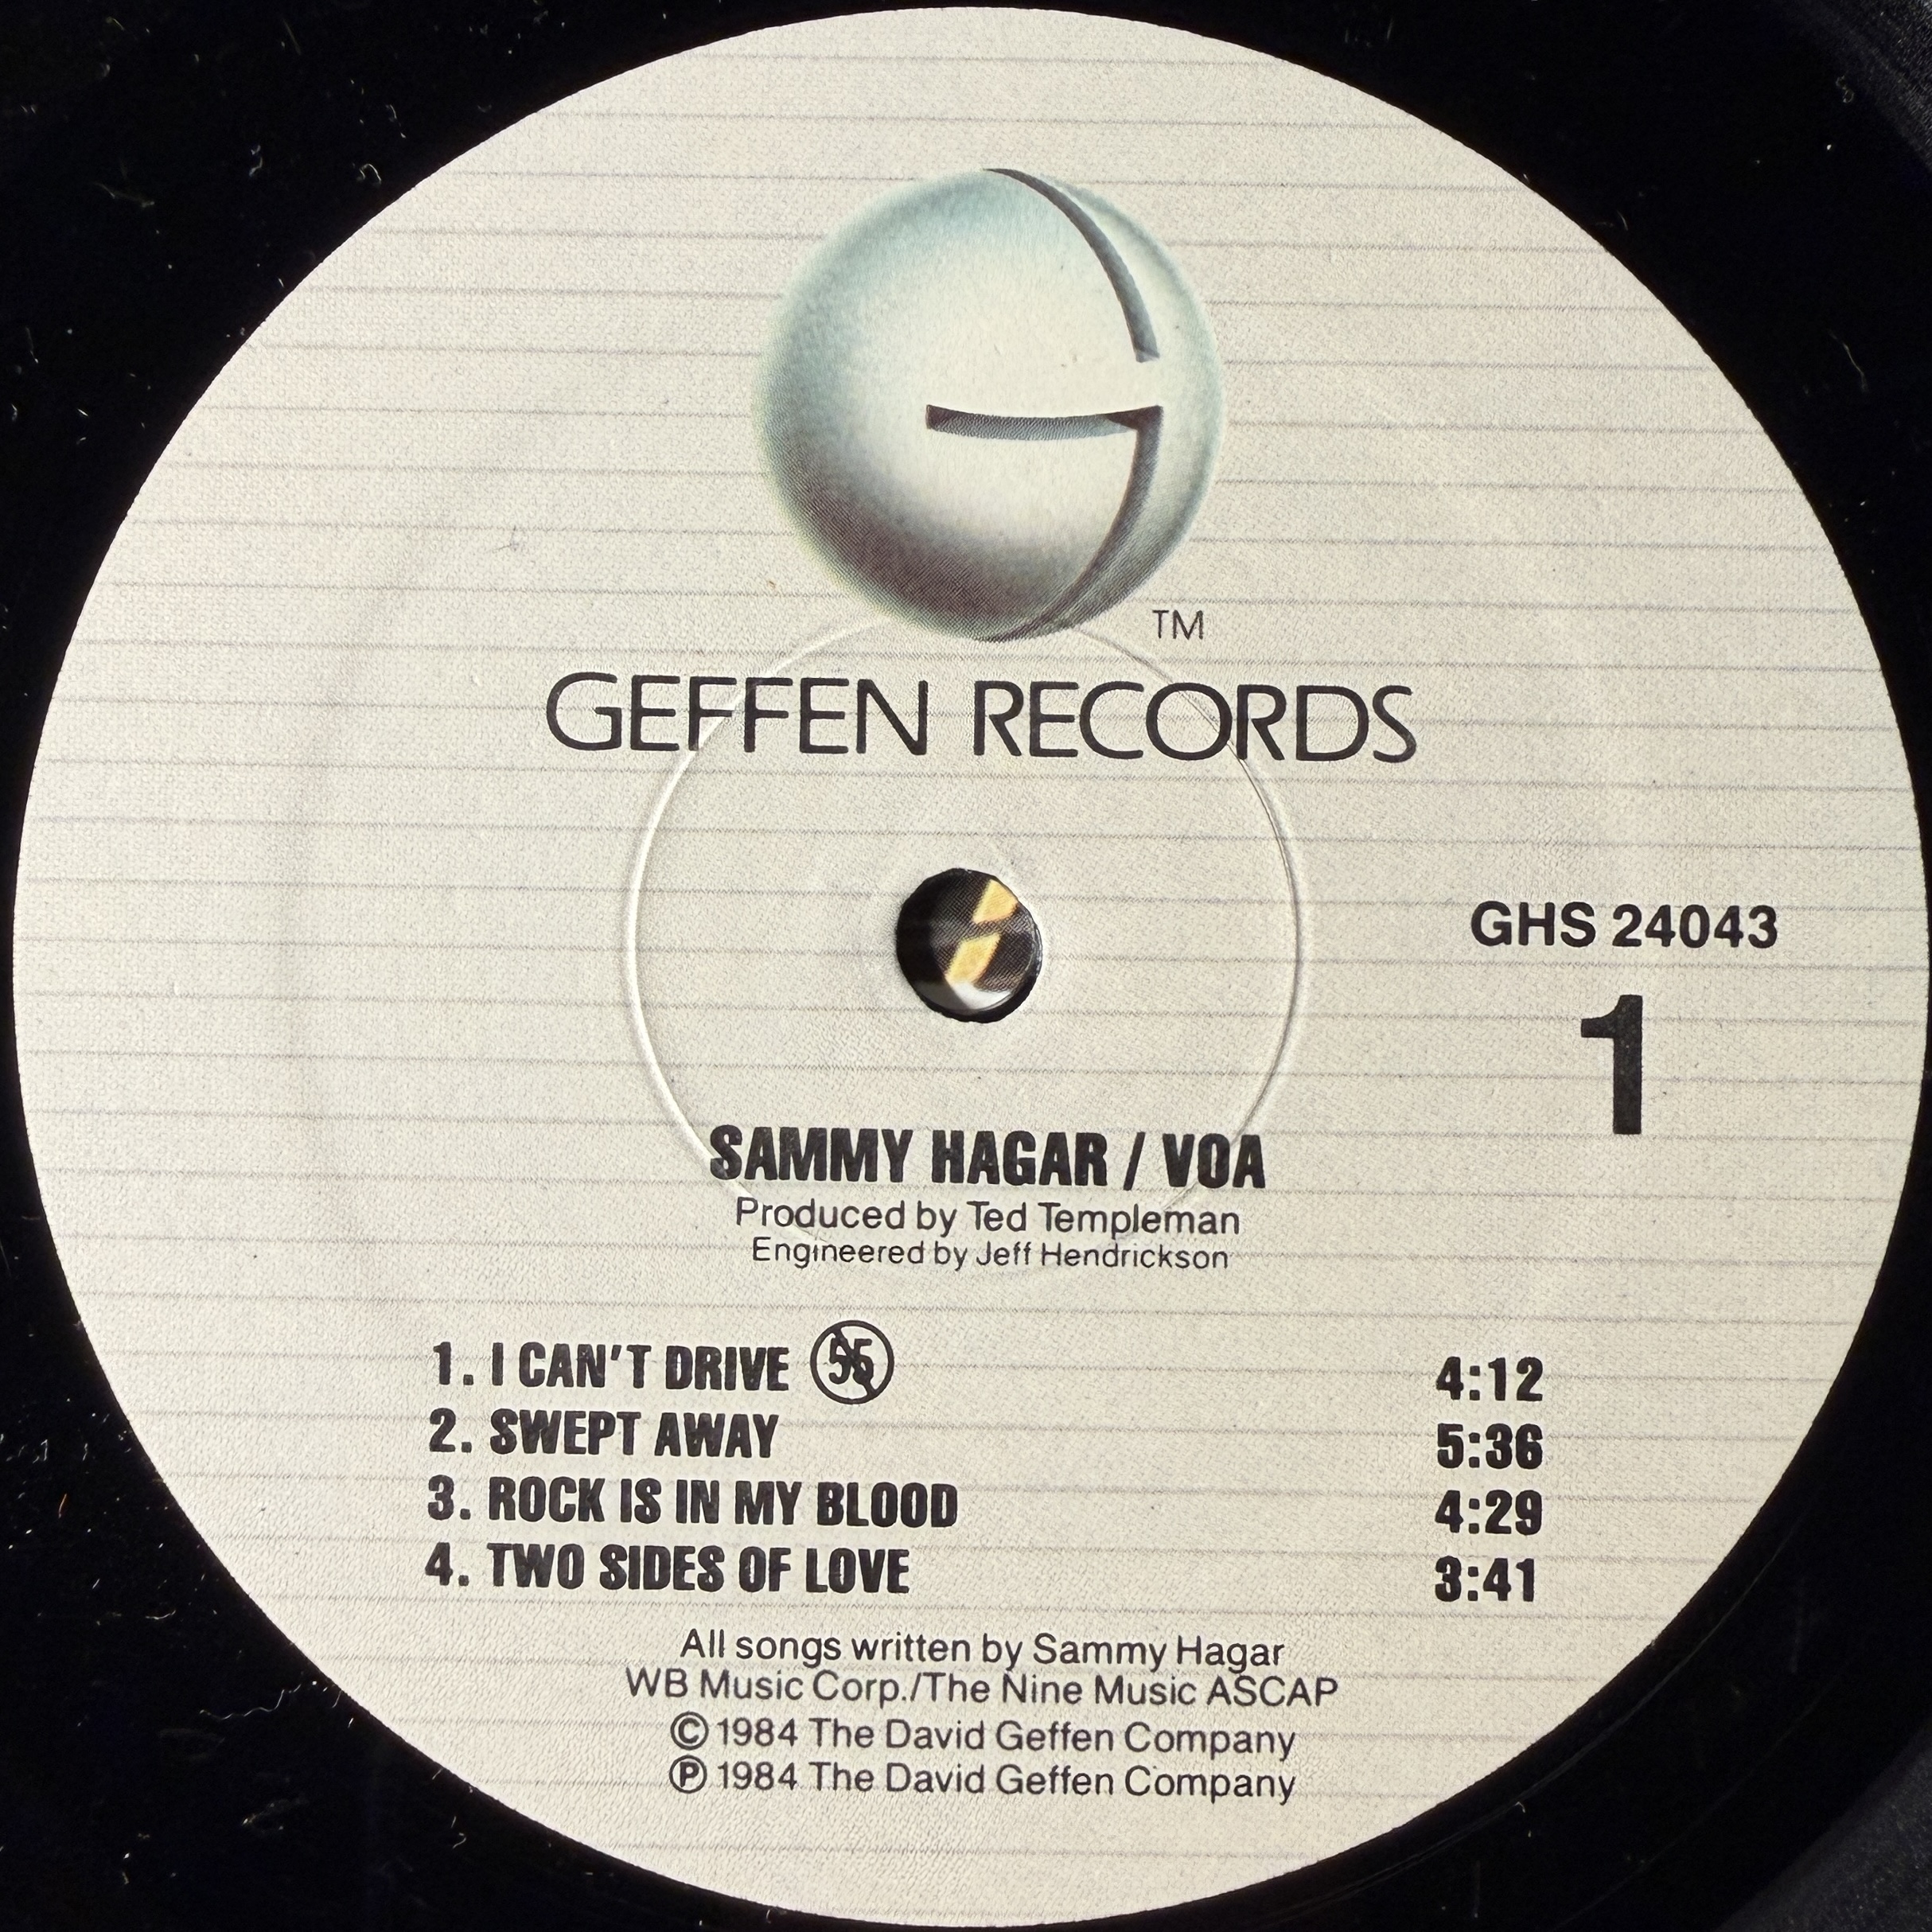 TM
GEFFEN RECORDS
GHS 24043
1
SAMMY HAGAR / VOA
Produced by Ted Templeman
Engineered by Jeff Hendrickson
1. I CAN'T DRIVE 55 4:12
2. SWEPT AWAY 5:36
3. ROCK IS IN MY BLOOD 4:29
4. TWO SIDES OF LOVE 3:41
All songs written by Sammy Hagar
WB Music Corp./The Nine Music ASCAP
© 1984 The David Geffen Company
℗ 1984 The David Geffen Company